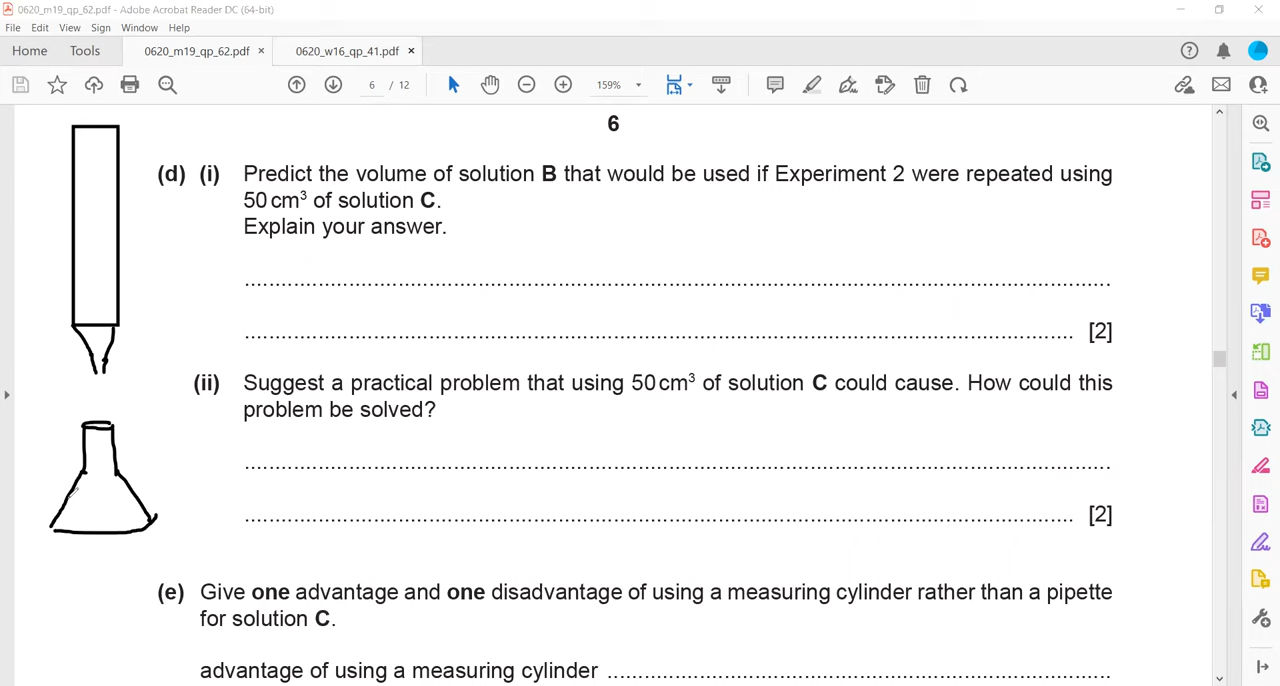 0620_m19_qp_62.pdf - Adobe Acrobat Reader DC (64-bit)
File Edit View Sign Window Help
Home Tools 0620_m19_qp_62.pdf × 0620_w16_qp_41.pdf ×
6 / 12 159%
6
(d) (i) Predict the volume of solution B that would be used if Experiment 2 were repeated using
50 cm³ of solution C.
Explain your answer.
..........................................................................................................................
..................................................................................................................... [2]
(ii) Suggest a practical problem that using 50 cm³ of solution C could cause. How could this
problem be solved?
..........................................................................................................................
..................................................................................................................... [2]
(e) Give one advantage and one disadvantage of using a measuring cylinder rather than a pipette
for solution C.
advantage of using a measuring cylinder .......................................................................